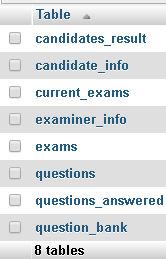 Table
candidates_result
candidate_info
current_exams
examiner_info
exams
questions
questions_answered
question_bank
8 tables